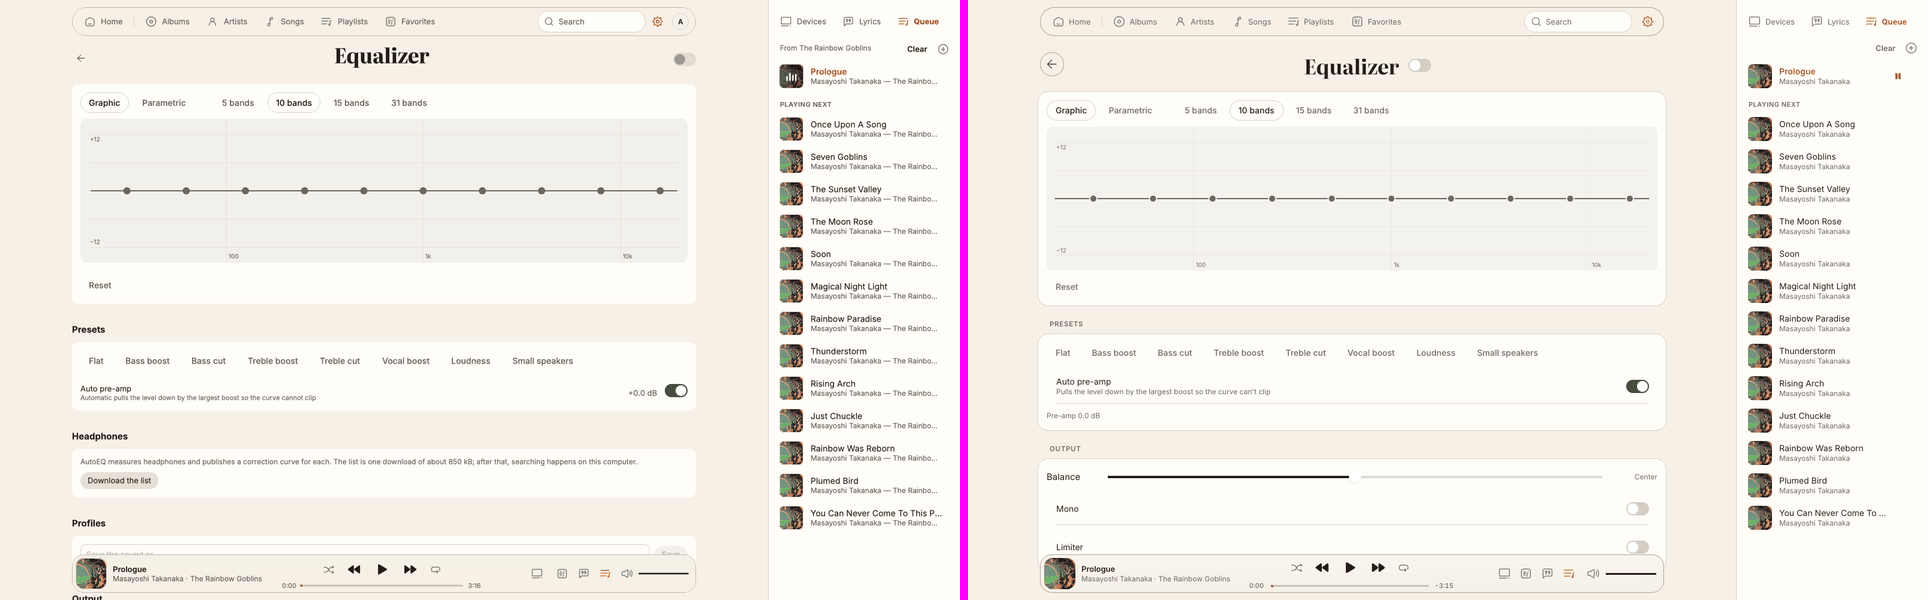 Home Albums Artists Songs Playlists Favorites Search A
Equalizer
Graphic Parametric 5 bands 10 bands 15 bands 31 bands
+12
−12
100 1k 10k
Reset
Presets
Flat Bass boost Bass cut Treble boost Treble cut Vocal boost Loudness Small speakers
Auto pre-amp
Automatic pulls the level down by the largest boost so the curve cannot clip
+0.0 dB
Headphones
AutoEQ measures headphones and publishes a correction curve for each. The list is one download of about 850 kB; after that, searching happens on this computer.
Download the list
Profiles
Save the sound as Save
Prologue
Masayoshi Takanaka · The Rainbow Goblins
0:00 3:16
Output
Devices Lyrics Queue
From The Rainbow Goblins Clear
Prologue
Masayoshi Takanaka — The Rainbo...
PLAYING NEXT
Once Upon A Song
Masayoshi Takanaka — The Rainbo...
Seven Goblins
Masayoshi Takanaka — The Rainbo...
The Sunset Valley
Masayoshi Takanaka — The Rainbo...
The Moon Rose
Masayoshi Takanaka — The Rainbo...
Soon
Masayoshi Takanaka — The Rainbo...
Magical Night Light
Masayoshi Takanaka — The Rainbo...
Rainbow Paradise
Masayoshi Takanaka — The Rainbo...
Thunderstorm
Masayoshi Takanaka — The Rainbo...
Rising Arch
Masayoshi Takanaka — The Rainbo...
Just Chuckle
Masayoshi Takanaka — The Rainbo...
Rainbow Was Reborn
Masayoshi Takanaka — The Rainbo...
Plumed Bird
Masayoshi Takanaka — The Rainbo...
You Can Never Come To This P...
Masayoshi Takanaka — The Rainbo...
Home Albums Artists Songs Playlists Favorites Search
Equalizer
Graphic Parametric 5 bands 10 bands 15 bands 31 bands
+12
−12
100 1k 10k
Reset
PRESETS
Flat Bass boost Bass cut Treble boost Treble cut Vocal boost Loudness Small speakers
Auto pre-amp
Pulls the level down by the largest boost so the curve can't clip
Pre-amp 0.0 dB
OUTPUT
Balance Center
Mono
Limiter
Prologue
Masayoshi Takanaka · The Rainbow Goblins
0:00 -3:15
Devices Lyrics Queue
Clear
Prologue
Masayoshi Takanaka
PLAYING NEXT
Once Upon A Song
Masayoshi Takanaka
Seven Goblins
Masayoshi Takanaka
The Sunset Valley
Masayoshi Takanaka
The Moon Rose
Masayoshi Takanaka
Soon
Masayoshi Takanaka
Magical Night Light
Masayoshi Takanaka
Rainbow Paradise
Masayoshi Takanaka
Thunderstorm
Masayoshi Takanaka
Rising Arch
Masayoshi Takanaka
Just Chuckle
Masayoshi Takanaka
Rainbow Was Reborn
Masayoshi Takanaka
Plumed Bird
Masayoshi Takanaka
You Can Never Come To ...
Masayoshi Takanaka